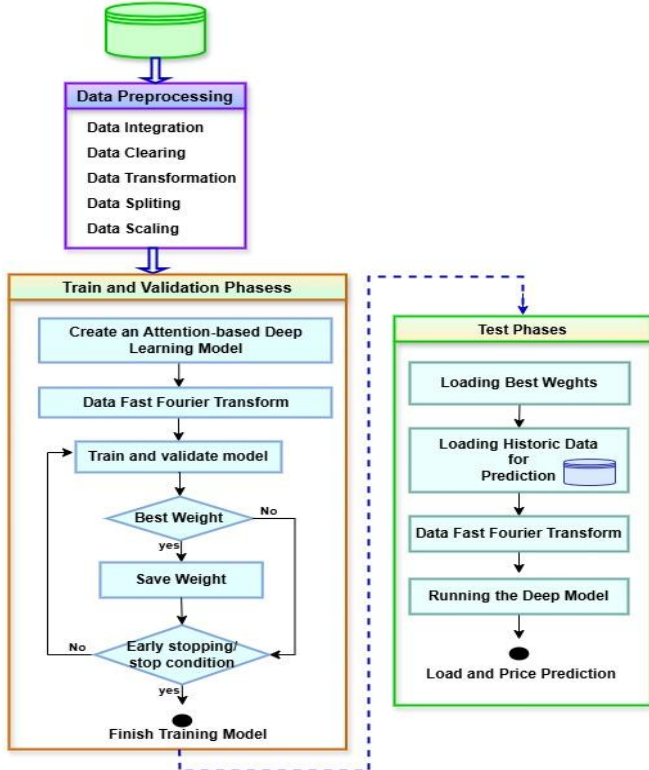 Data Preprocessing
Data Integration
Data Clearing
Data Transformation
Data Spliting
Data Scaling
Train and Validation Phasess
Create an Attention-based Deep
Learning Model
Data Fast Fourier Transform
Train and validate model
Best Weight
No
yes
Save Weight
Early stopping/
stop condition
No
yes
Finish Training Model
Test Phases
Loading Best Weghts
Loading Historic Data
for
Prediction
Data Fast Fourier Transform
Running the Deep Model
Load and Price Prediction